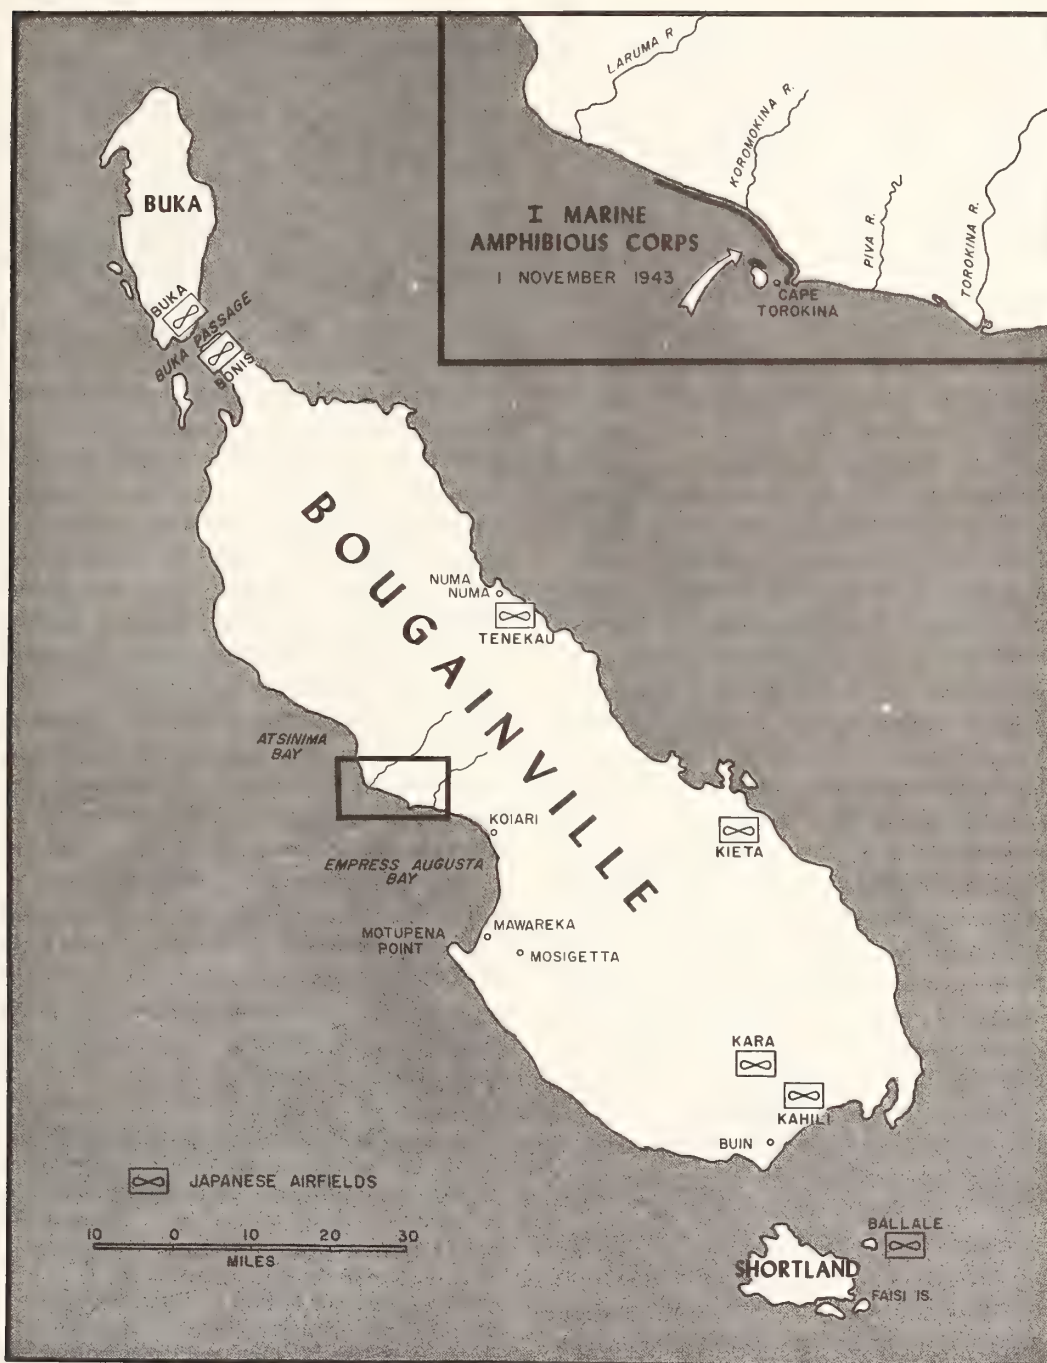 LARUMA R
KOROMOKINA R.
PIVA R.
TOROKINA R.
I MARINE
AMPHIBIOUS CORPS
1 NOVEMBER 1943
CAPE
TOROKINA
BUKA
BUKA
BUKA PASSAGE
BONIS
BOUGAINVILLE
NUMA
NUMA
TENEKAU
ATSINIMA
BAY
KOIARI
KIETA
EMPRESS AUGUSTA
BAY
MOTUPENA
POINT
MAWAREKA
MOSIGETTA
KARA
KAHILI
BUIN
JAPANESE AIRFIELDS
10 0 10 20 30
MILES
BALLALE
SHORTLAND
FAISI IS.